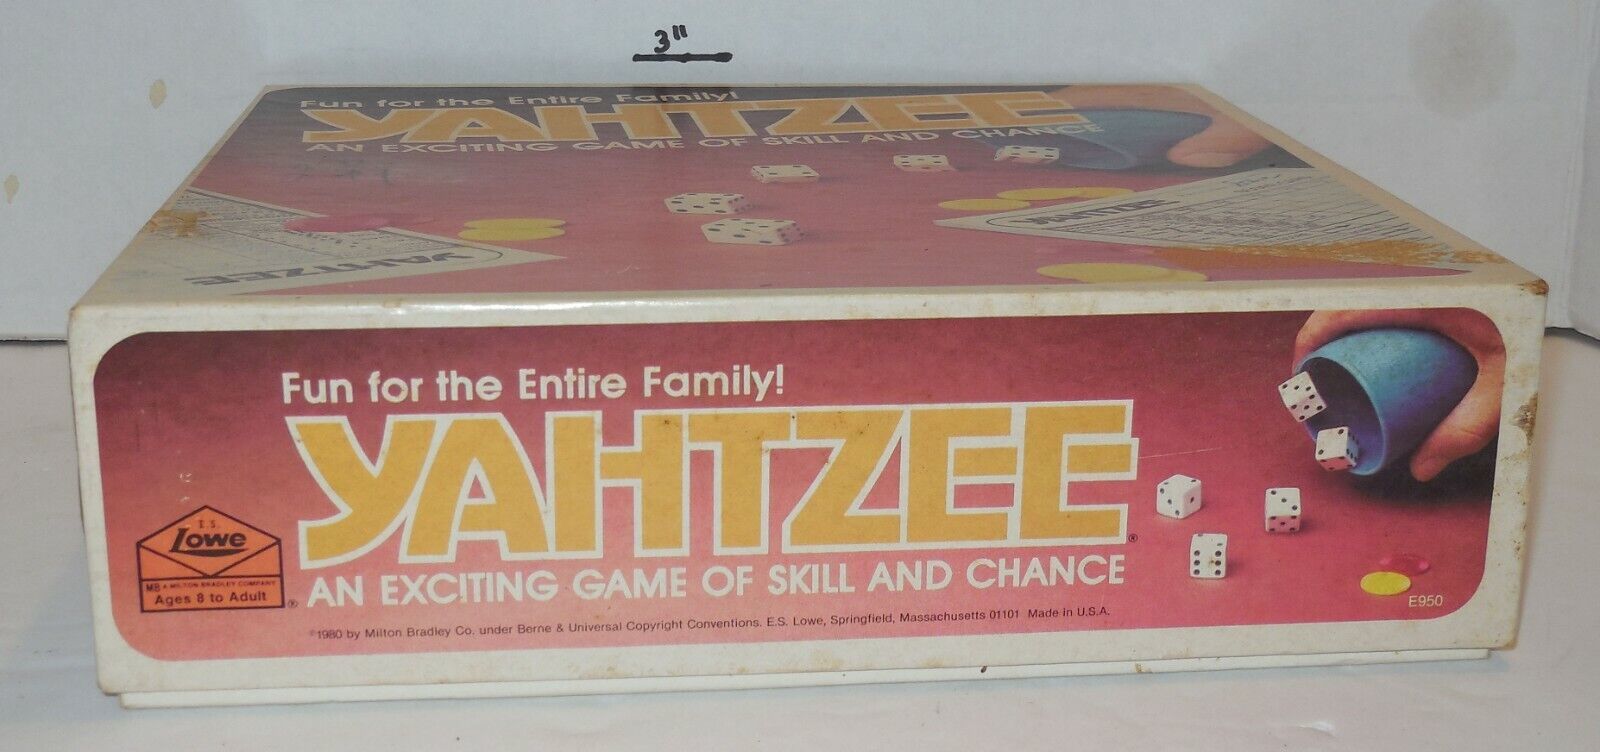 3"
Fun for the Entire Family!
YAHTZEE
AN EXCITING GAME OF SKILL AND CHANCE
YAHTZEE
YAHTZEE
Fun for the Entire Family!
YAHTZEE®
AN EXCITING GAME OF SKILL AND CHANCE
E.S.
Lowe
MB A MILTON BRADLEY COMPANY
Ages 8 to Adult ®
©1980 by Milton Bradley Co. under Berne & Universal Copyright Conventions. E.S. Lowe, Springfield, Massachusetts 01101 Made in U.S.A.
E950